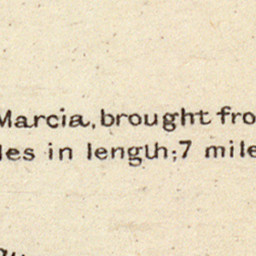 Marcia, brought fro
les in length; 7 mile